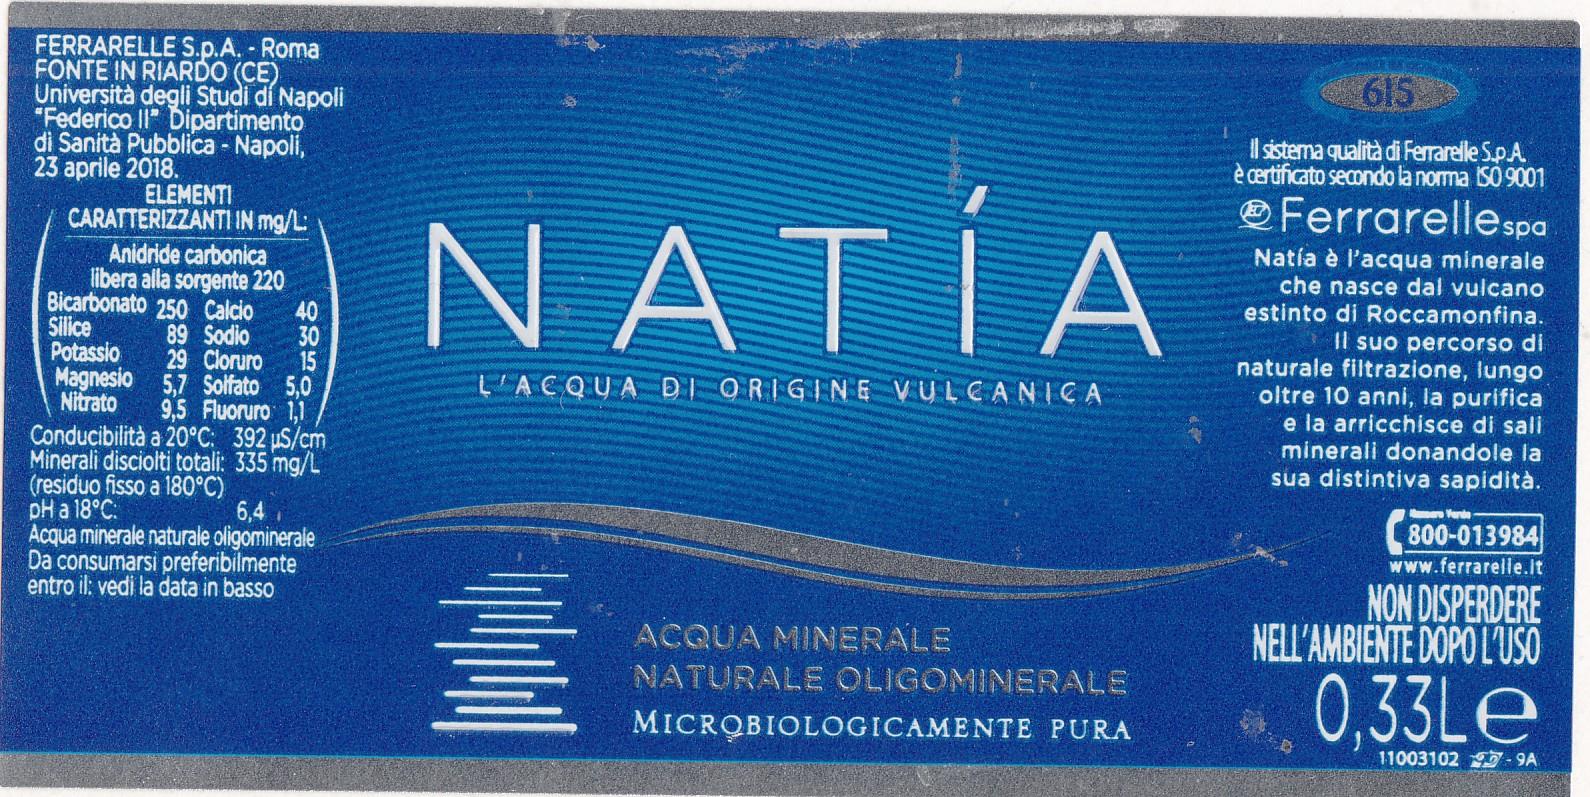 FERRARELLE S.p.A. - Roma
FONTE IN RIARDO (CE)
Università degli Studi di Napoli
"Federico II" Dipartimento
di Sanità Pubblica - Napoli,
23 aprile 2018.
ELEMENTI
CARATTERIZZANTI IN mg/L:
Anidride carbonica
libera alla sorgente 220
Bicarbonato 250 Calcio 40
Silice 89 Sodio 30
Potassio 29 Cloruro 15
Magnesio 5,7 Solfato 5,0
Nitrato 9,5 Fluoruro 1,1
Conducibilità a 20°C: 392 µS/cm
Minerali disciolti totali: 335 mg/L
(residuo fisso a 180°C)
pH a 18°C: 6,4
Acqua minerale naturale oligominerale
Da consumarsi preferibilmente
entro il: vedi la data in basso
NATÍA
L'ACQUA DI ORIGINE VULCANICA
ACQUA MINERALE
NATURALE OLIGOMINERALE
MICROBIOLOGICAMENTE PURA
Il sistema qualità di Ferrarelle S.p.A.
è certificato secondo la norma ISO 9001
Ferrarelle spa
Natía è l'acqua minerale
che nasce dal vulcano
estinto di Roccamonfina.
Il suo percorso di
naturale filtrazione, lungo
oltre 10 anni, la purifica
e la arricchisce di sali
minerali donandole la
sua distintiva sapidità.
Numero Verde
800-013984
www.ferrarelle.it
NON DISPERDERE
NELL'AMBIENTE DOPO L'USO
0,33L e
11003102 - 9A